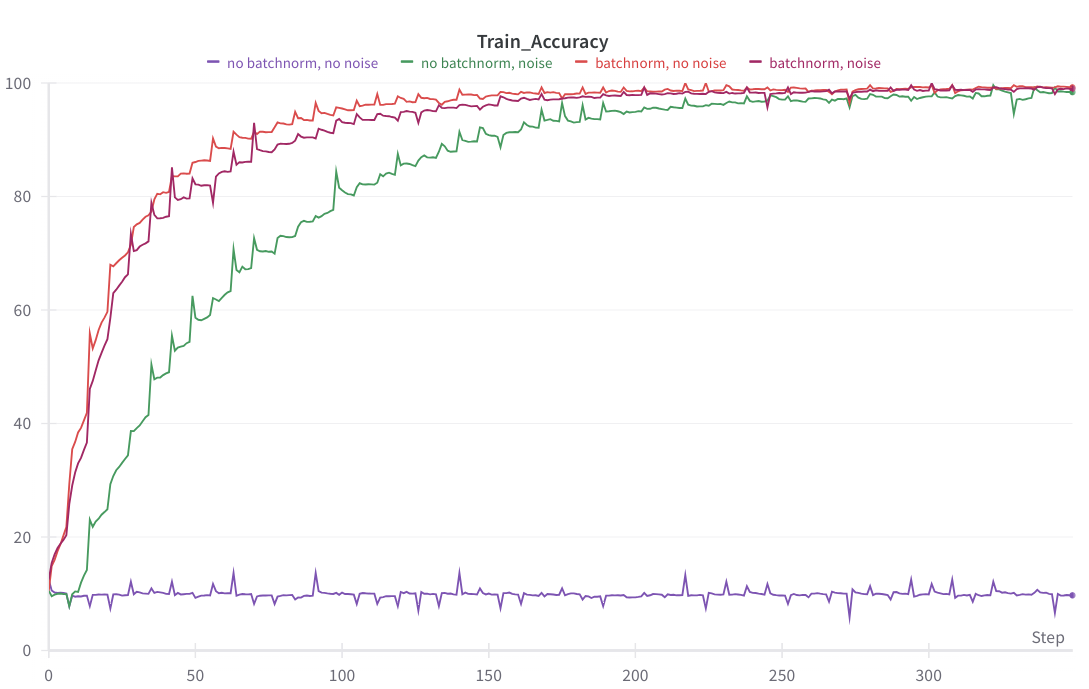 Train_Accuracy
no batchnorm, no noise no batchnorm, noise batchnorm, no noise batchnorm, noise
100
80
60
40
20
0
Step
0 50 100 150 200 250 300